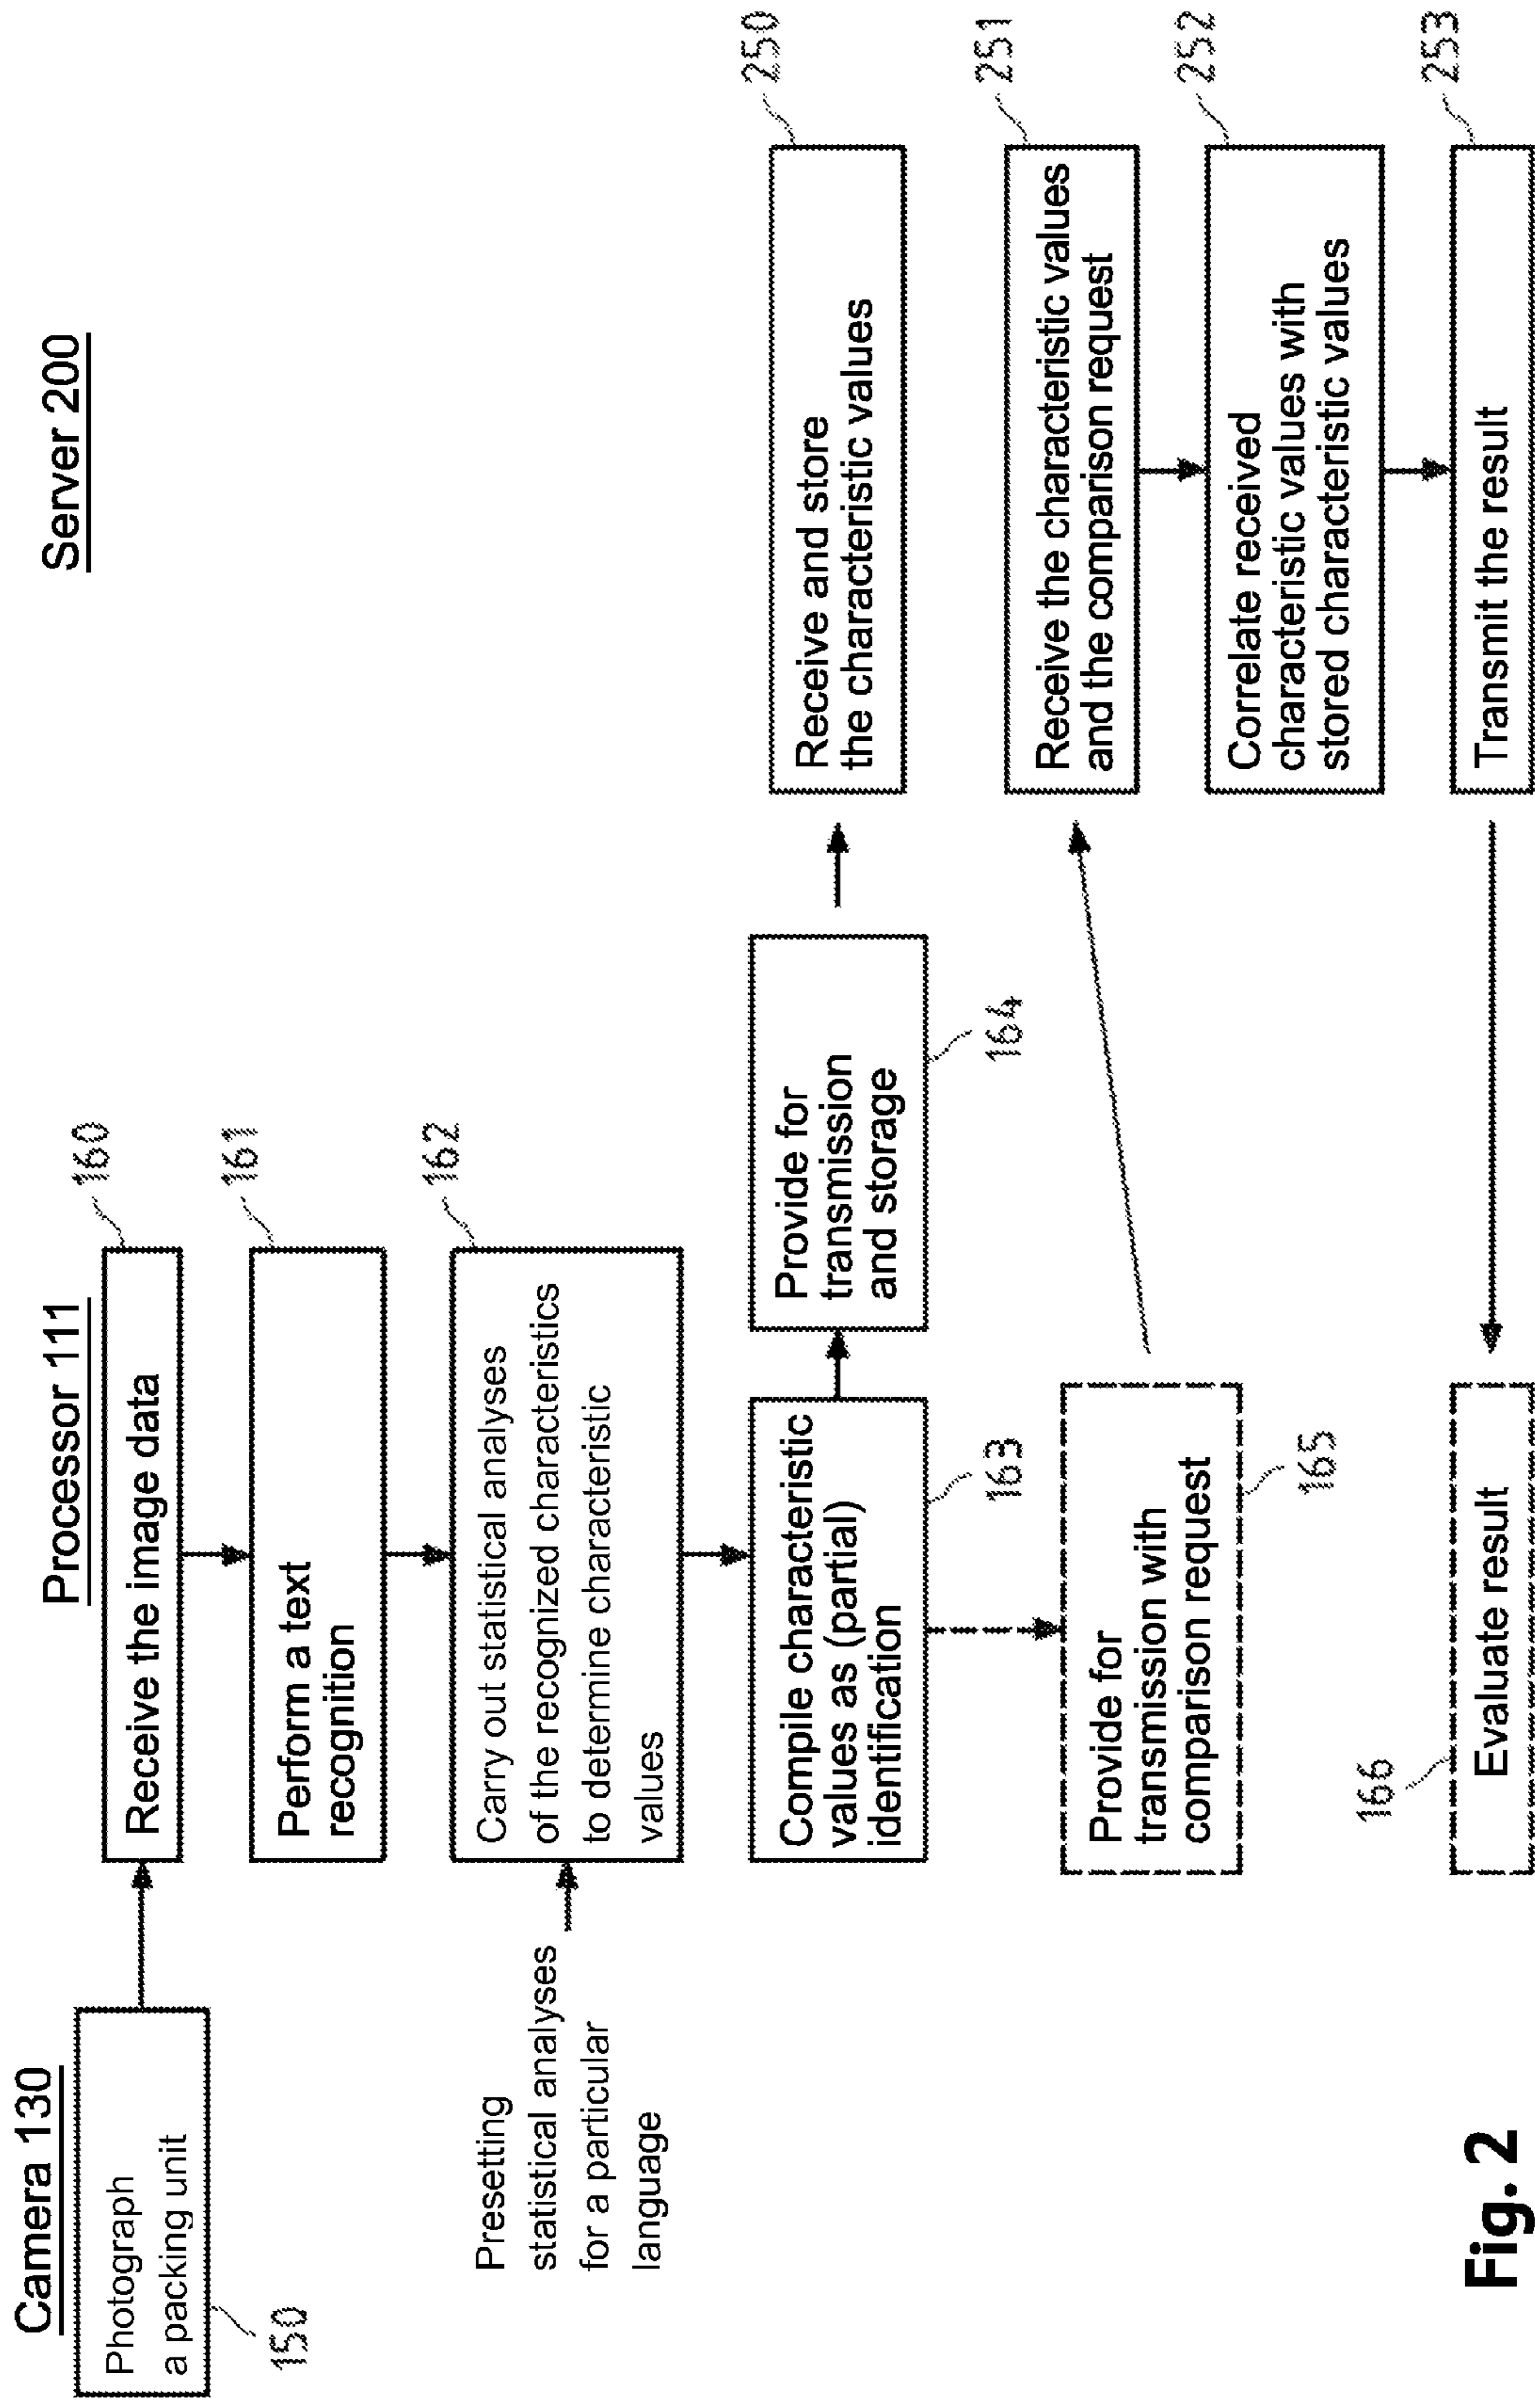 Camera 130
Photograph
a packing unit
150
Presetting
statistical analyses
for a particular
language
Processor 111
Receive the image data
160
Perform a text
recognition
161
Carry out statistical analyses
of the recognized characteristics
to determine characteristic
values
162
Compile characteristic
values as (partial)
identification
163
Provide for
transmission
and storage
164
Provide for
transmission with
comparison request
165
Evaluate result
166
Server 200
Receive and store
the characteristic values
250
Receive the characteristic values
and the comparison request
251
Correlate received
characteristic values with
stored characteristic values
252
Transmit the result
253
Fig. 2